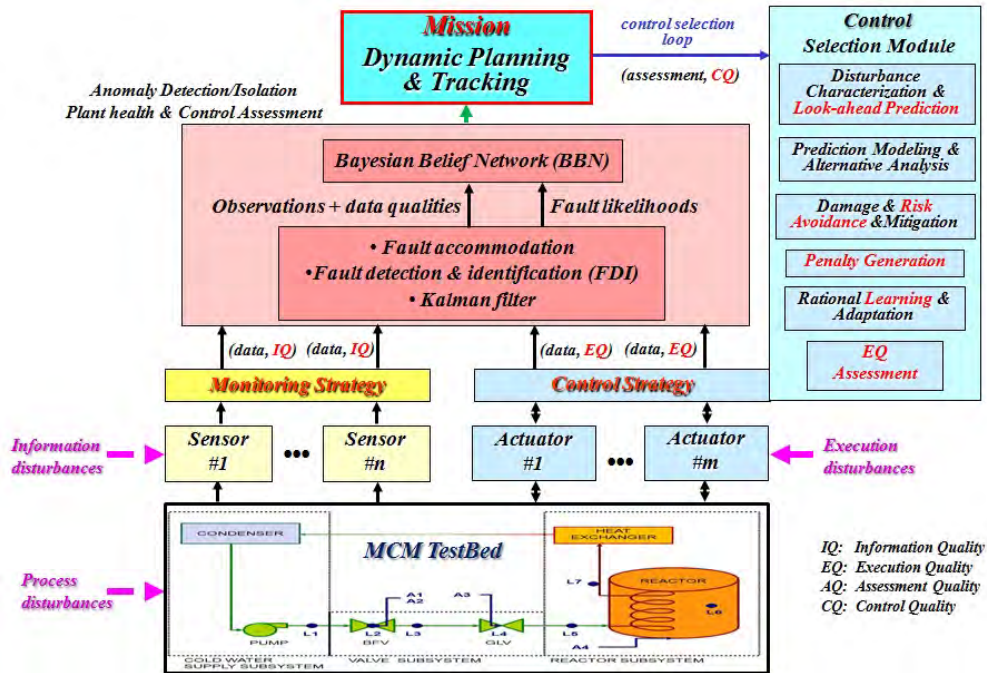 Mission
Dynamic Planning
& Tracking
control selection
loop
(assessment, CQ)
Control
Selection Module
Disturbance
Characterization &
Look-ahead Prediction
Prediction Modeling &
Alternative Analysis
Damage & Risk
Avoidance &Mitigation
Penalty Generation
Rational Learning &
Adaptation
EQ
Assessment
Anomaly Detection/Isolation
Plant health & Control Assessment
Bayesian Belief Network (BBN)
Observations + data qualities
Fault likelihoods
• Fault accommodation
•Fault detection & identification (FDI)
• Kalman filter
(data, IQ)
(data, IQ)
(data, EQ)
(data, EQ)
Monitoring Strategy
Control Strategy
Information
disturbances
Sensor
#1
•••
Sensor
#n
Actuator
#1
•••
Actuator
#m
Execution
disturbances
Process
disturbances
MCM TestBed
CONDENSER
HEAT
EXCHANGER
REACTOR
L7
L6
A1
A2
A3
L1
L2
L3
L4
L5
A4
PUMP
BFV
GLV
COLD WATER
SUPPLY SUBSYSTEM
VALVE SUBSYSTEM
REACTOR SUBSYSTEM
IQ: Information Quality
EQ: Execution Quality
AQ: Assessment Quality
CQ: Control Quality